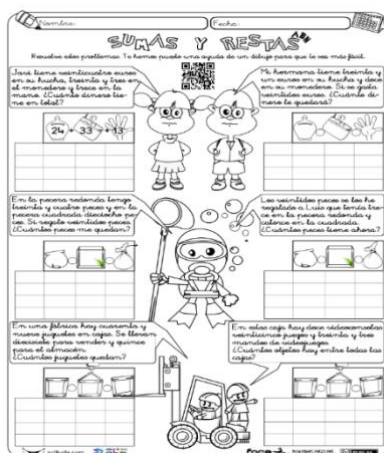 Nombre:
Fecha:
SUMAS Y RESTAS
Resuelve estos problemas. Te hemos puesto una ayuda de un dibujo para que te sea más fácil.
José tiene veinticuatro euros
en su hucha, treinta y tres en
el monedero y trece en la
mano. ¿Cuánto dinero tie-
ne en total?
24 + 33 + 13
Mi hermana tiene treinta y
un euros en su hucha y doce
en su monedero. Si se gasta
veintidós euros. ¿Cuánto di-
nero le quedará?
En la pecera redonda tengo
treinta y cuatro peces y en la
pecera cuadrada dieciocho pe-
ces. Si regalo veintidós peces
¿Cuántos peces me quedan?
Los veintidós peces se los he
regalado a Luis que tenía tre-
ce en la pecera redonda y
catorce en la cuadrada.
¿Cuántos peces tiene ahora?
En una fábrica hay cuarenta y
nueve juguetes en cajas. Se llevan
diecisiete para vender y quince
para el almacén.
¿Cuántos juguetes quedan?
En estas cajas hay doce videoconsolas
veinticinco juegos y treinta y tres
mandos de videojuegos.
¿Cuántos objetos hay entre todas las
cajas?